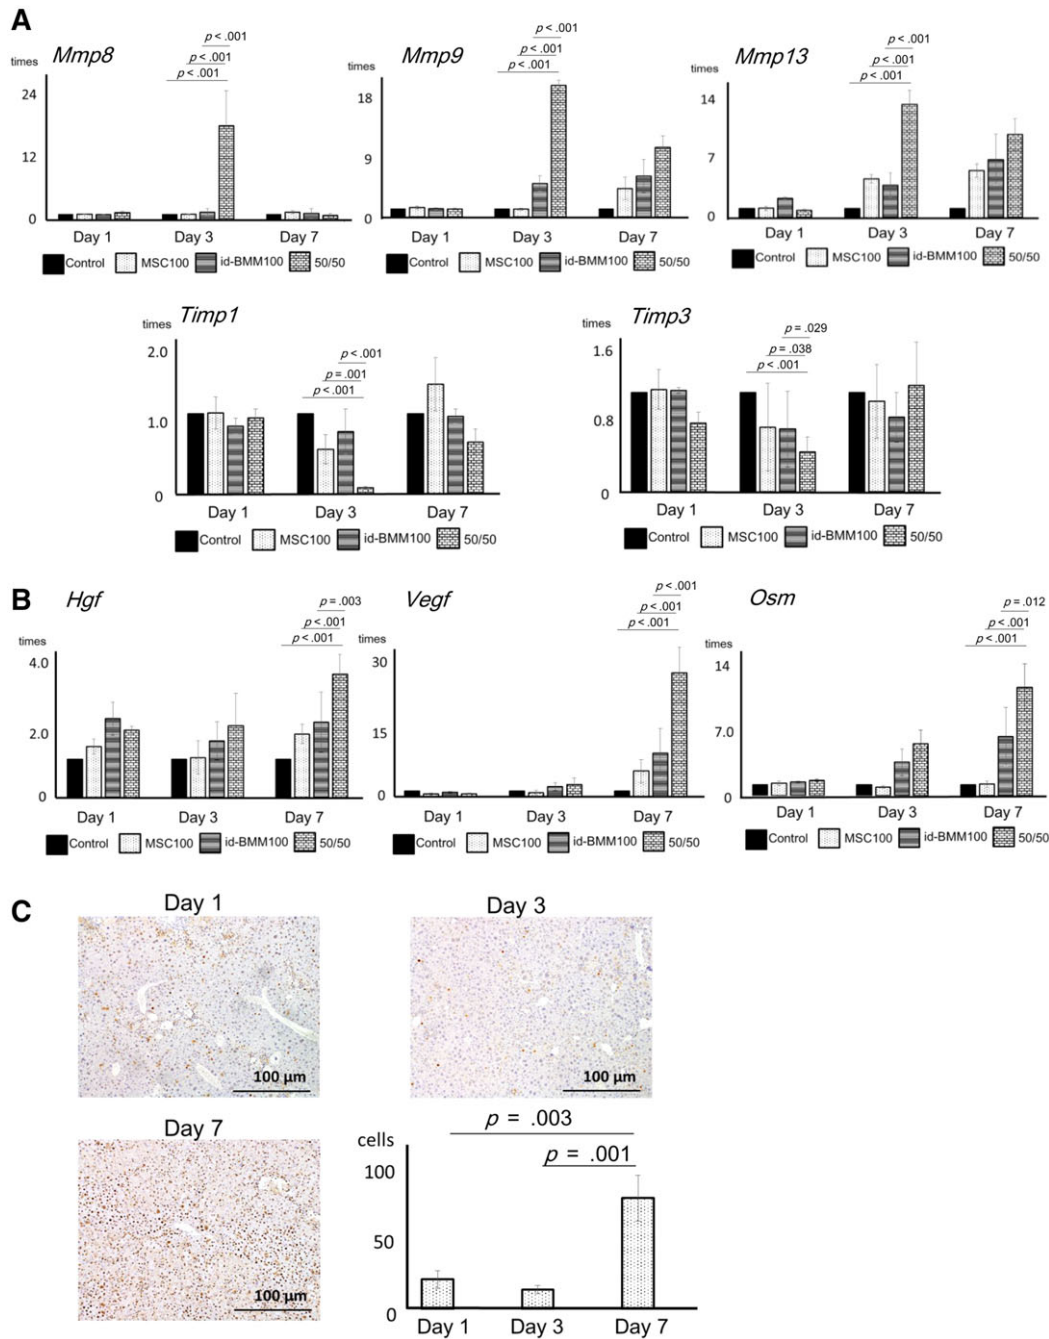 A
Mmp8
times
p < .001
p < .001
p < .001
24
12
0
Day 1 Day 3 Day 7
Control MSC100 id-BMM100 50/50
Mmp9
times
p < .001
p < .001
p < .001
18
9
0
Day 1 Day 3 Day 7
Control MSC100 id-BMM100 50/50
Mmp13
times
p < .001
p < .001
p < .001
14
7
0
Day 1 Day 3 Day 7
Control MSC100 id-BMM100 50/50
Timp1
times
p < .001
p = .001
p < .001
2.0
1.0
0
Day 1 Day 3 Day 7
Control MSC100 id-BMM100 50/50
Timp3
times
p = .029
p = .038
p < .001
1.6
0.8
0
Day 1 Day 3 Day 7
Control MSC100 id-BMM100 50/50
B
Hgf
times
p = .003
p < .001
p < .001
4.0
2.0
0
Day 1 Day 3 Day 7
Control MSC100 id-BMM100 50/50
Vegf
times
p < .001
p < .001
p < .001
30
15
0
Day 1 Day 3 Day 7
Control MSC100 id-BMM100 50/50
Osm
times
p = .012
p < .001
p < .001
14
7.0
0
Day 1 Day 3 Day 7
Control MSC100 id-BMM100 50/50
C
Day 1
100 μm
Day 3
100 μm
Day 7
100 μm
cells
p = .003
p = .001
100
50
0
Day 1 Day 3 Day 7